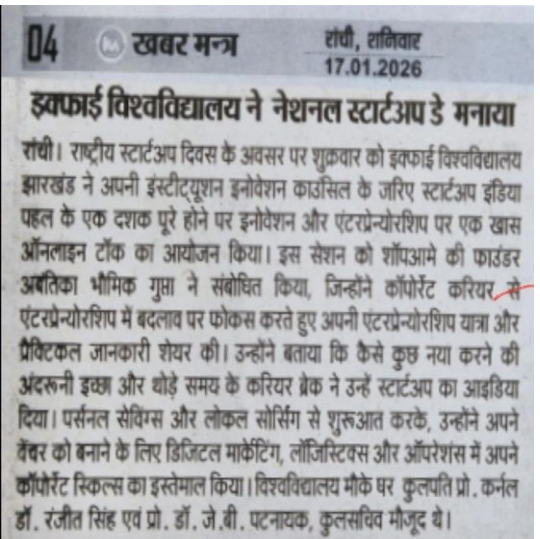 04 खबर मन्त्र रांची, शनिवार
17.01.2026
इक्फाई विश्वविद्यालय ने नेशनल स्टार्टअप डे मनाया
रांची। राष्ट्रीय स्टार्टअप दिवस के अवसर पर शुक्रवार को इक्फाई विश्वविद्यालय
झारखंड ने अपनी इंस्टीट्यूशन इनोवेशन काउंसिल के जरिए स्टार्टअप इंडिया
पहल के एक दशक पूरे होने पर इनोवेशन और एंटरप्रेन्योरशिप पर एक खास
ऑनलाइन टॉक का आयोजन किया। इस सेशन को शॉपआमे की फाउंडर
अवंतिका भौमिक गुप्ता ने संबोधित किया, जिन्होंने कॉर्पोरेट करियर से
एंटरप्रेन्योरशिप में बदलाव पर फोकस करते हुए अपनी एंटरप्रेन्योरशिप यात्रा और
प्रैक्टिकल जानकारी शेयर की। उन्होंने बताया कि कैसे कुछ नया करने की
अंदरूनी इच्छा और थोड़े समय के करियर ब्रेक ने उन्हें स्टार्टअप का आइडिया
दिया। पर्सनल सेविंग्स और लोकल सोर्सिंग से शुरूआत करके, उन्होंने अपने
वेंचर को बनाने के लिए डिजिटल मार्केटिंग, लॉजिस्टिक्स और ऑपरेशंस में अपने
कॉर्पोरेट स्किल्स का इस्तेमाल किया। विश्वविद्यालय मौके पर कुलपति प्रो. कर्नल
डॉ. रंजीत सिंह एवं प्रो. डॉ. जे.बी. पटनायक, कुलसचिव मौजूद थे।